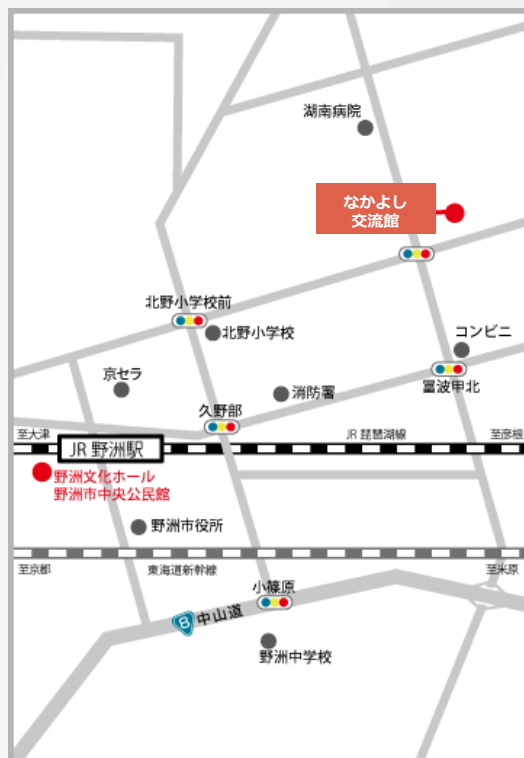 湖南病院
なかよし
交流館
北野小学校前
北野小学校
コンビニ
京セラ
消防署
冨波甲北
久野部
至大津
JR 野洲駅
JR 琵琶湖線
至彦根
野洲文化ホール
野洲市中央公民館
野洲市役所
至京都
東海道新幹線
至米原
小篠原
8
中山道
野洲中学校